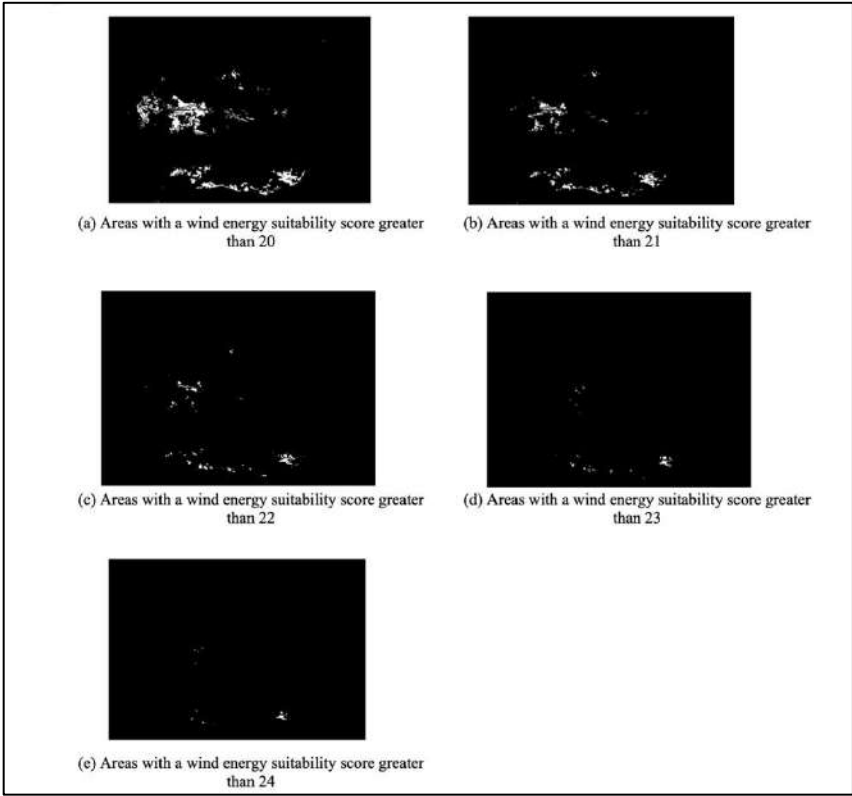 (a) Areas with a wind energy suitability score greater
than 20
(b) Areas with a wind energy suitability score greater
than 21
(c) Areas with a wind energy suitability score greater
than 22
(d) Areas with a wind energy suitability score greater
than 23
(e) Areas with a wind energy suitability score greater
than 24